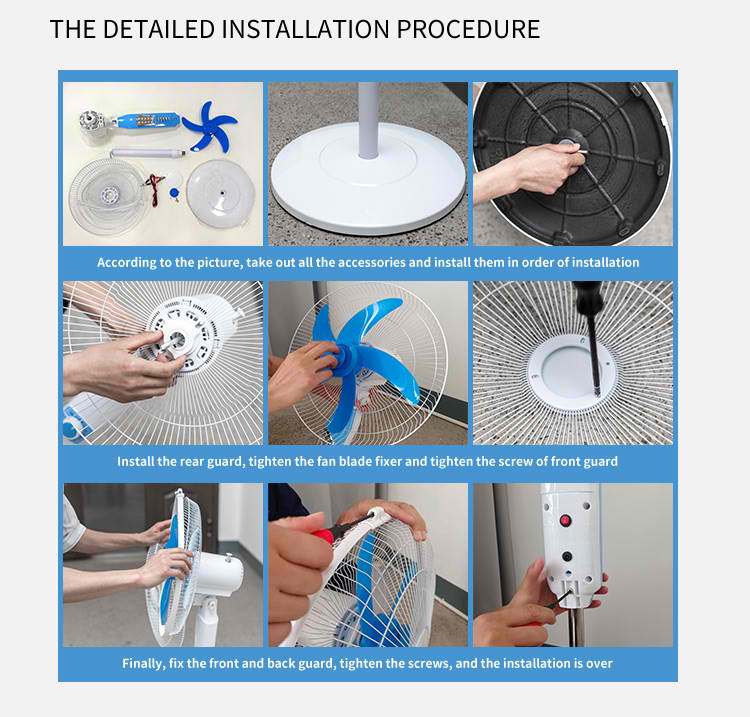 THE DETAILED INSTALLATION PROCEDURE
According to the picture, take out all the accessories and install them in order of installation
Install the rear guard, tighten the fan blade fixer and tighten the screw of front guard
Finally, fix the front and back guard, tighten the screws, and the installation is over